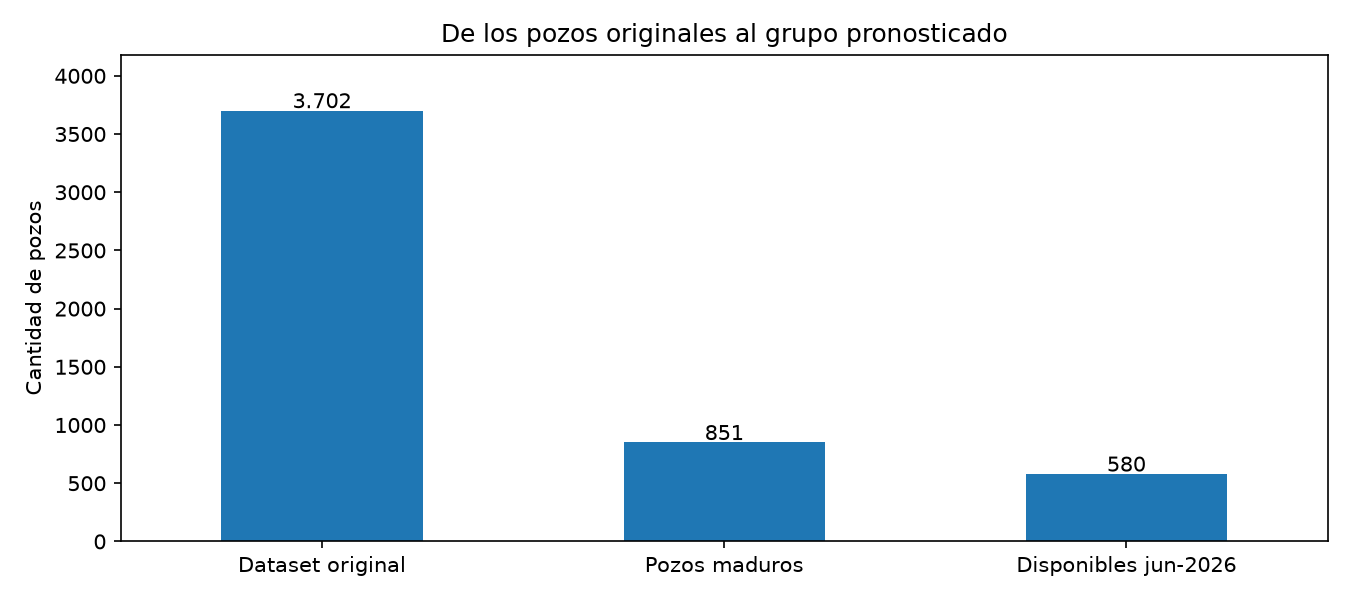 De los pozos originales al grupo pronosticado
Cantidad de pozos
4000
3500
3000
2500
2000
1500
1000
500
0
3.702
851
580
Dataset original
Pozos maduros
Disponibles jun-2026